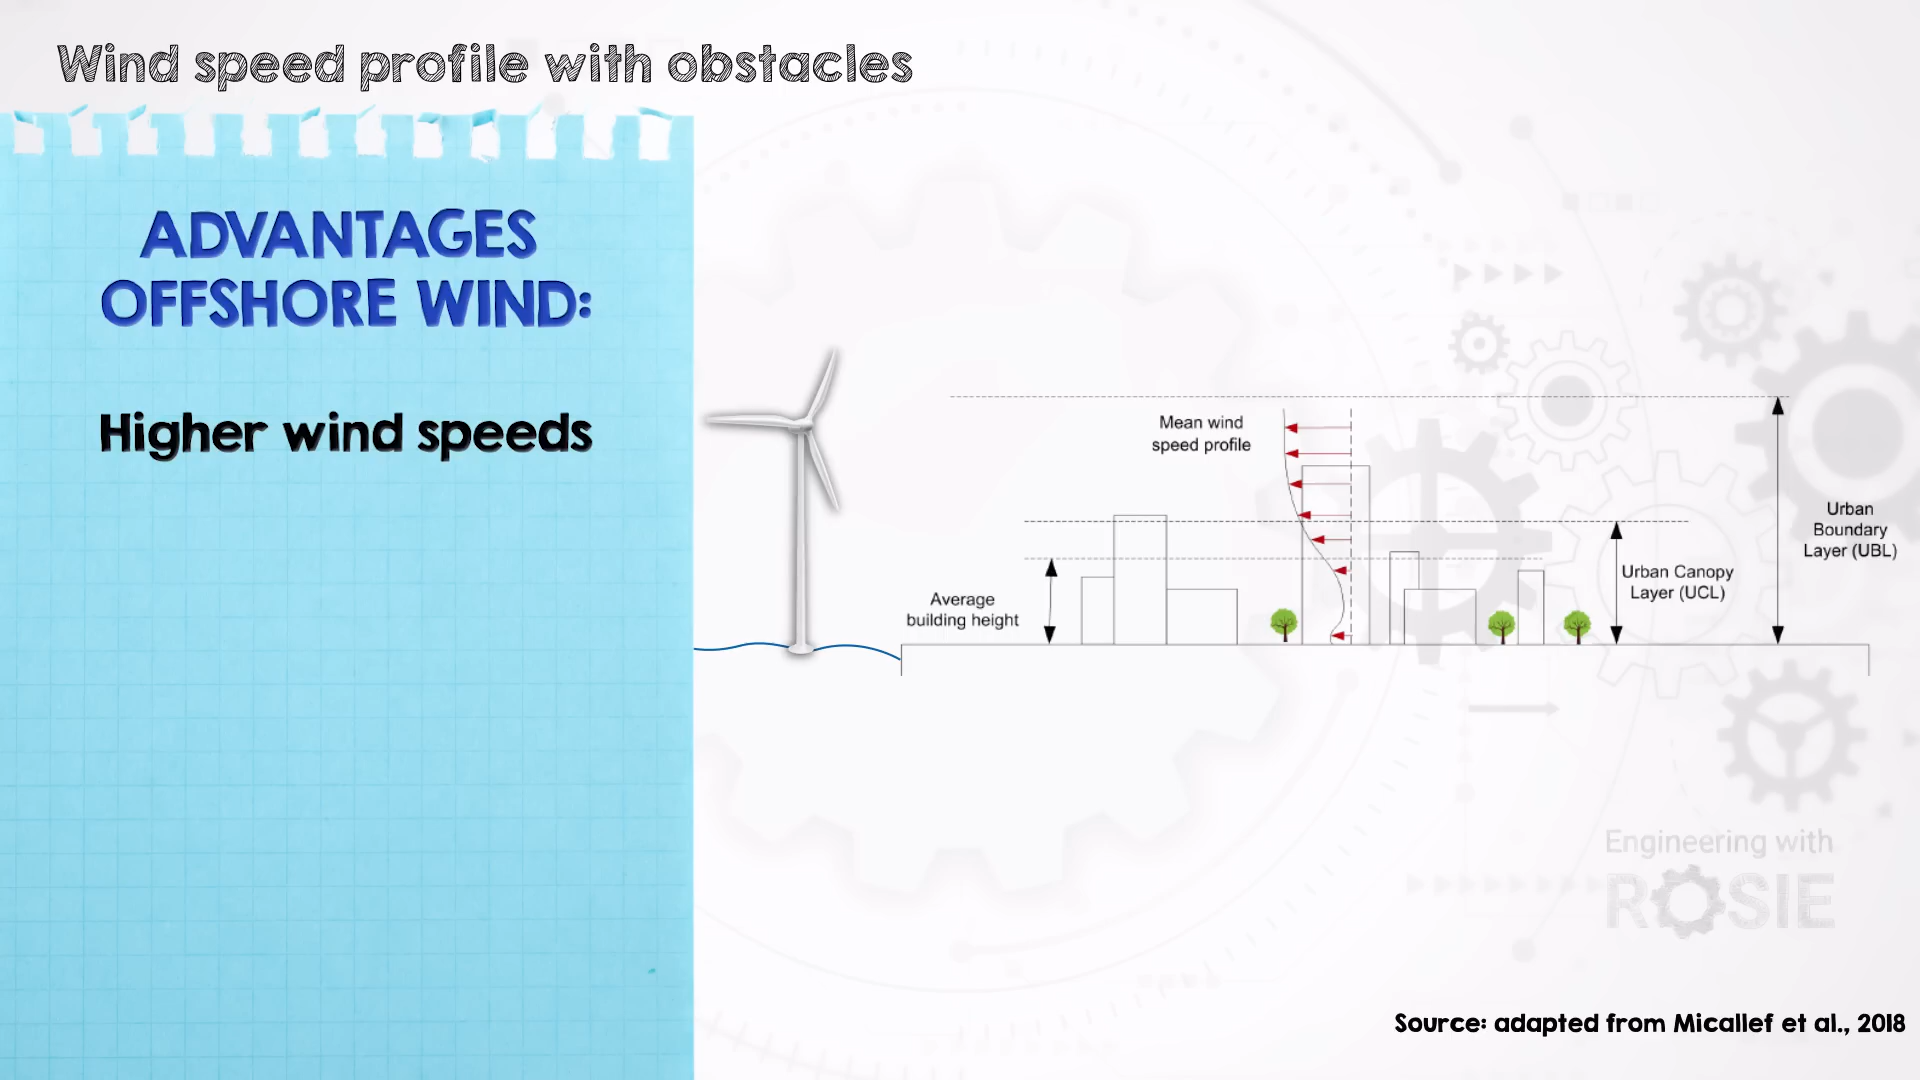 Wind speed profile with obstacles
ADVANTAGES
OFFSHORE WIND:
Higher wind speeds
Mean wind
speed profile
Average
building height
Urban Canopy
Layer (UCL)
Urban
Boundary
Layer (UBL)
Engineering with
ROSIE
Source: adapted from Micallef et al., 2018